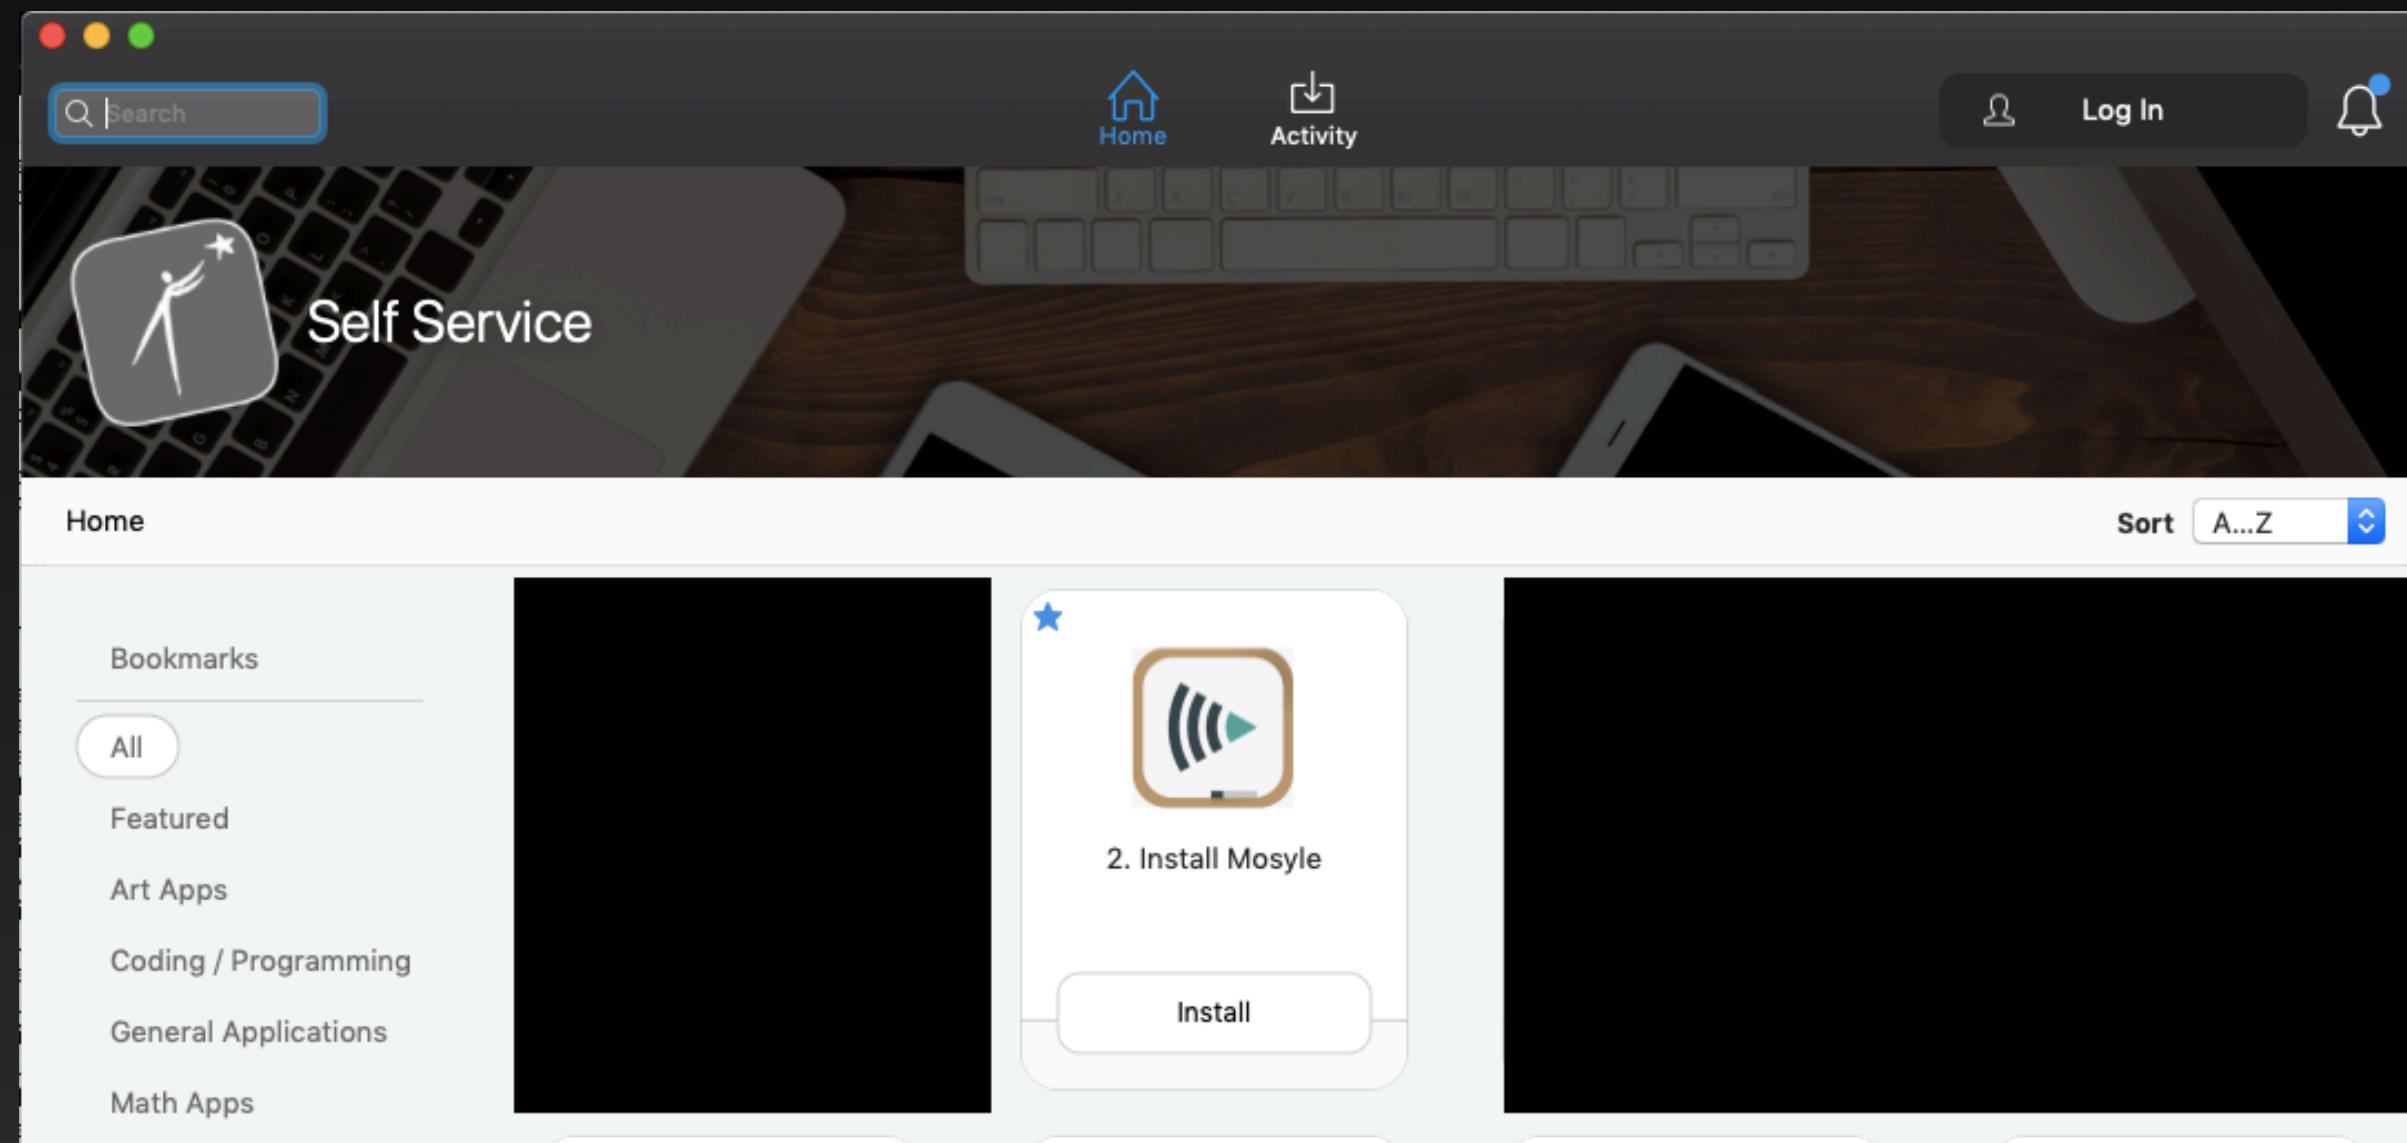 Search
Home
Activity
Log In
Self Service
Home
Sort
A...Z
Bookmarks
All
Featured
Art Apps
Coding / Programming
General Applications
Math Apps
2. Install Mosyle
Install